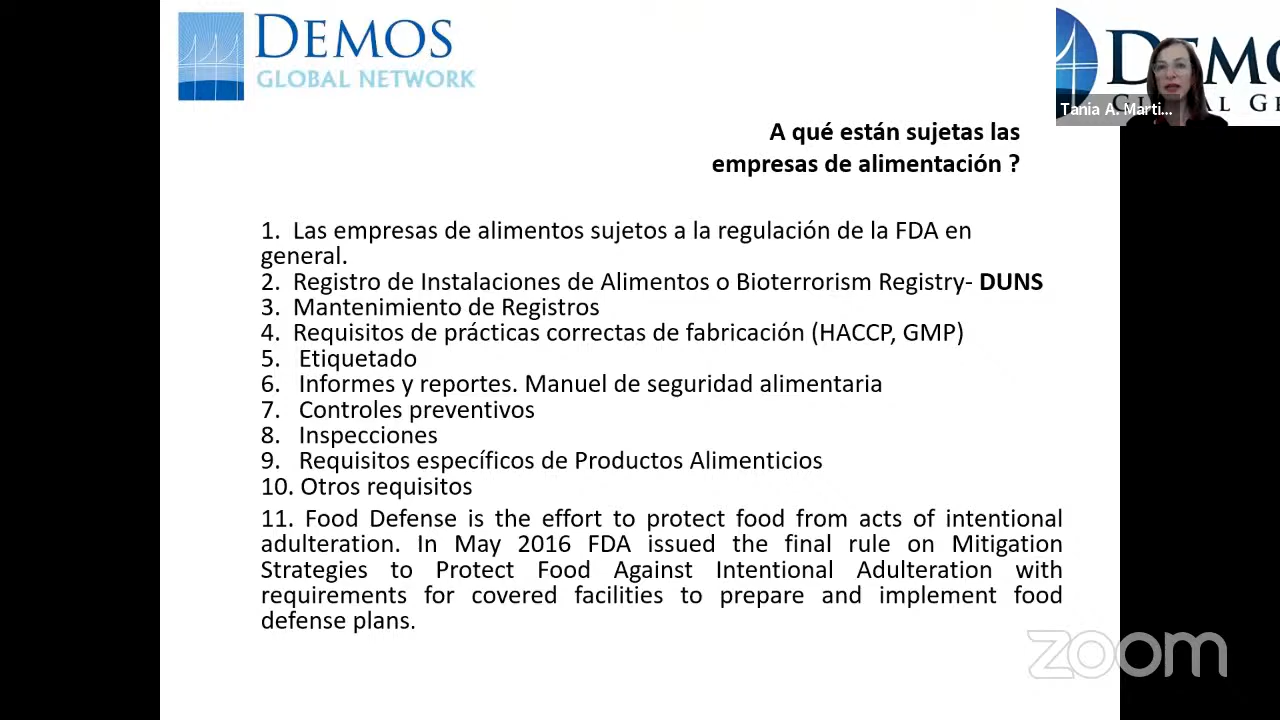 DEMOS
GLOBAL NETWORK
DEMO
GLOBAL GE
Tania A. Marti...
A qué están sujetas las
empresas de alimentación ?
1. Las empresas de alimentos sujetos a la regulación de la FDA en
general.
2. Registro de Instalaciones de Alimentos o Bioterrorism Registry- DUNS
3. Mantenimiento de Registros
4. Requisitos de prácticas correctas de fabricación (HACCP, GMP)
5. Etiquetado
6. Informes y reportes. Manuel de seguridad alimentaria
7. Controles preventivos
8. Inspecciones
9. Requisitos específicos de Productos Alimenticios
10. Otros requisitos
11. Food Defense is the effort to protect food from acts of intentional
adulteration. In May 2016 FDA issued the final rule on Mitigation
Strategies to Protect Food Against Intentional Adulteration with
requirements for covered facilities to prepare and implement food
defense plans.
zoom